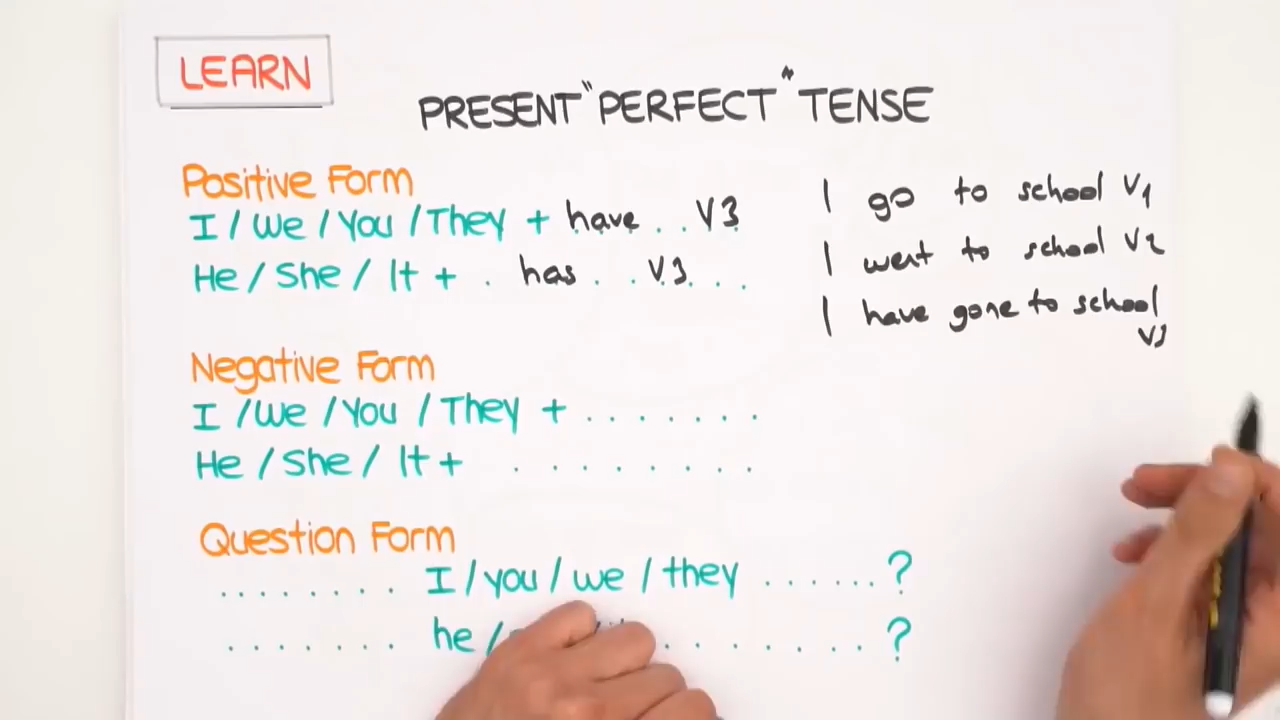 LEARN
PRESENT "PERFECT" TENSE
Positive Form
I / We / You / They + have . . V3
He / She / It + . has . . . V3 . . .
I go to school V1
I went to school V2
I have gone to school
V3
Negative Form
I / We / You / They + . . . . . . .
He / She / It + . . . . . . . .
Question Form
. . . . . . . . I / you / we / they . . . . . . ?
. . . . . . . he / . . . . . . . ?